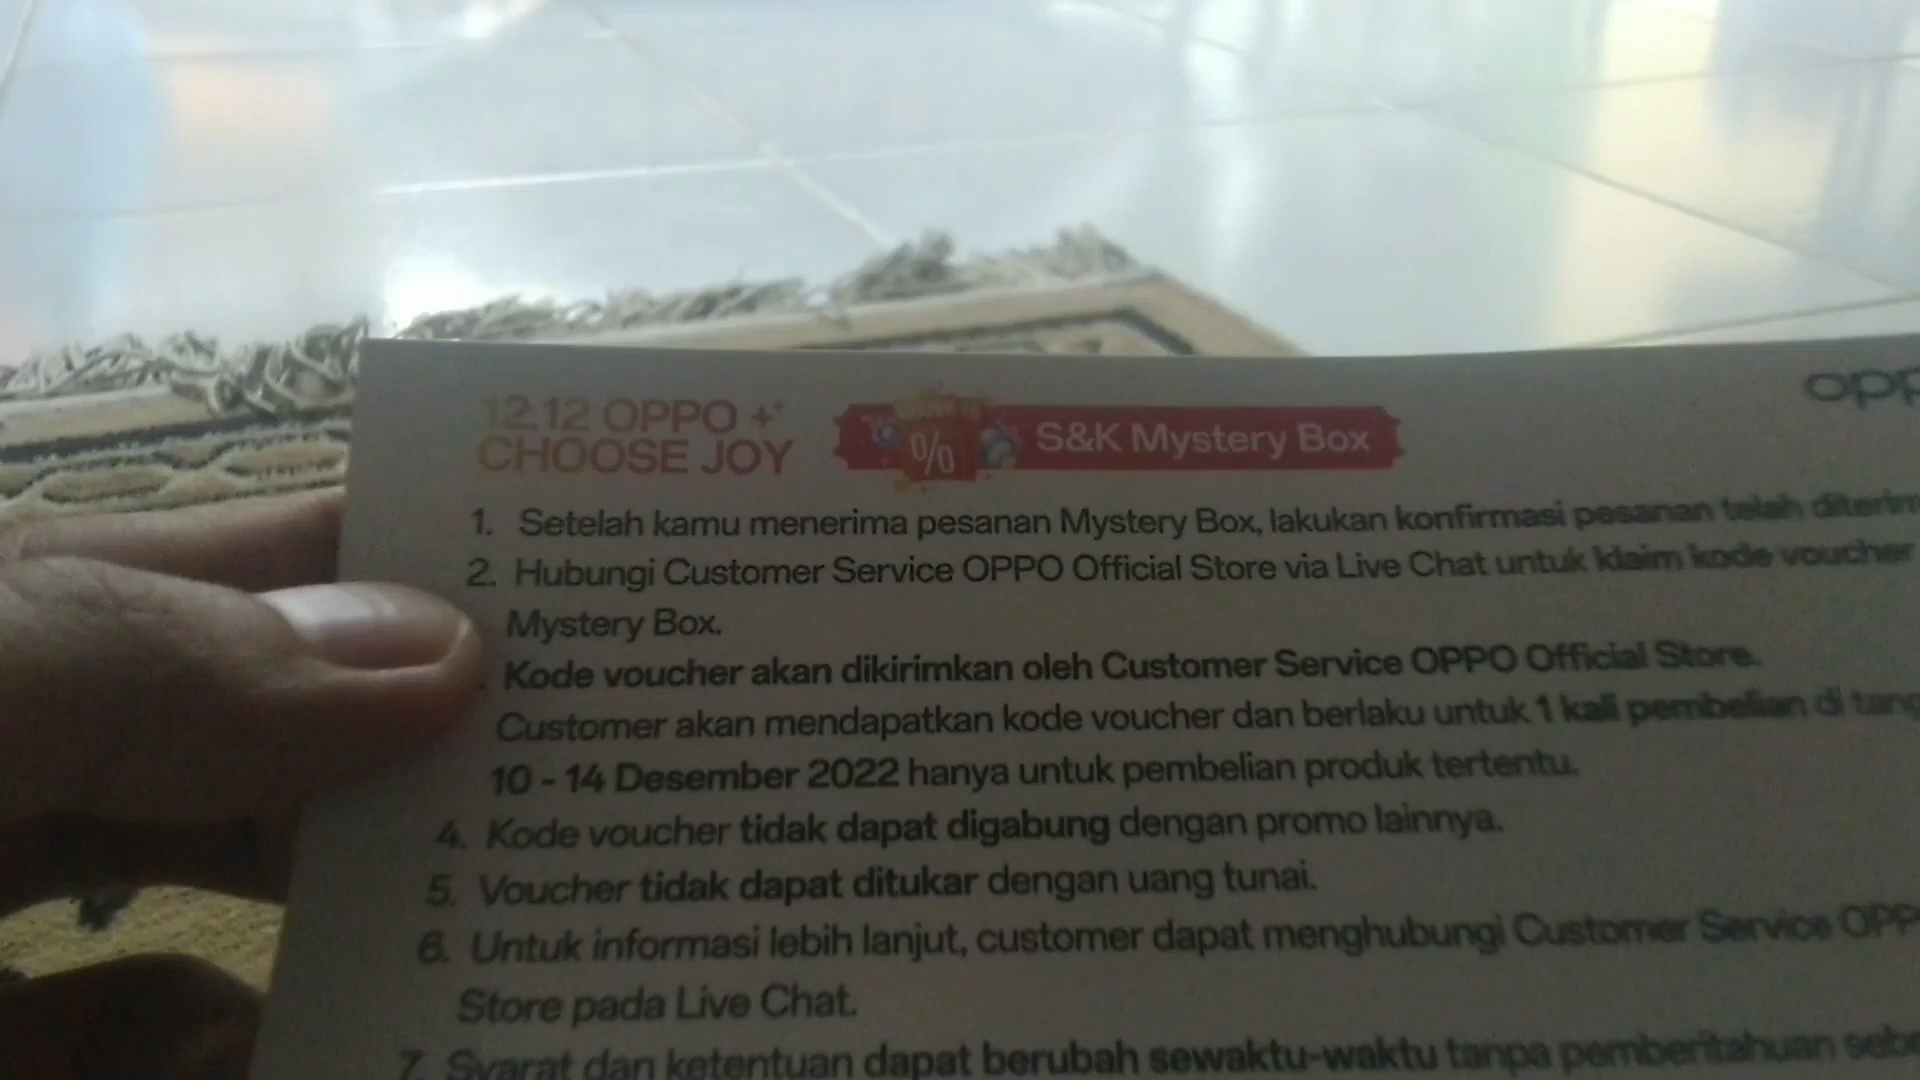 12.12 OPPO
CHOOSE JOY
% S&K Mystery Box
1. Setelah kamu menerima pesanan Mystery Box, lakukan konfirmasi pesanan telah
2. Hubungi Customer Service OPPO Official Store via Live Chat untuk klaim kode voucher
Mystery Box.
Kode voucher akan dikirimkan oleh Customer Service OPPO Official Store.
Customer akan mendapatkan kode voucher dan berlaku untuk 1 kali pembelian di
10 - 14 Desember 2022 hanya untuk pembelian produk tertentu.
4. Kode voucher tidak dapat digabung dengan promo lainnya.
5. Voucher tidak dapat ditukar dengan uang tunai.
6. Untuk informasi lebih lanjut, customer dapat menghubungi Customer Service
Store pada Live Chat.
7. Syarat dan ketentuan dapat berubah sewaktu-waktu tanpa pemberitahuan